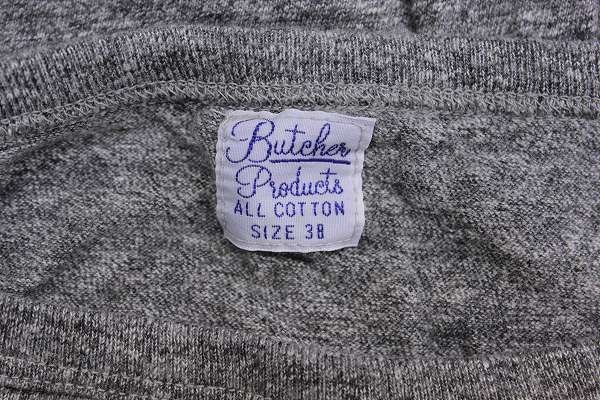 Butcher
Products
ALL COTTON
SIZE 38